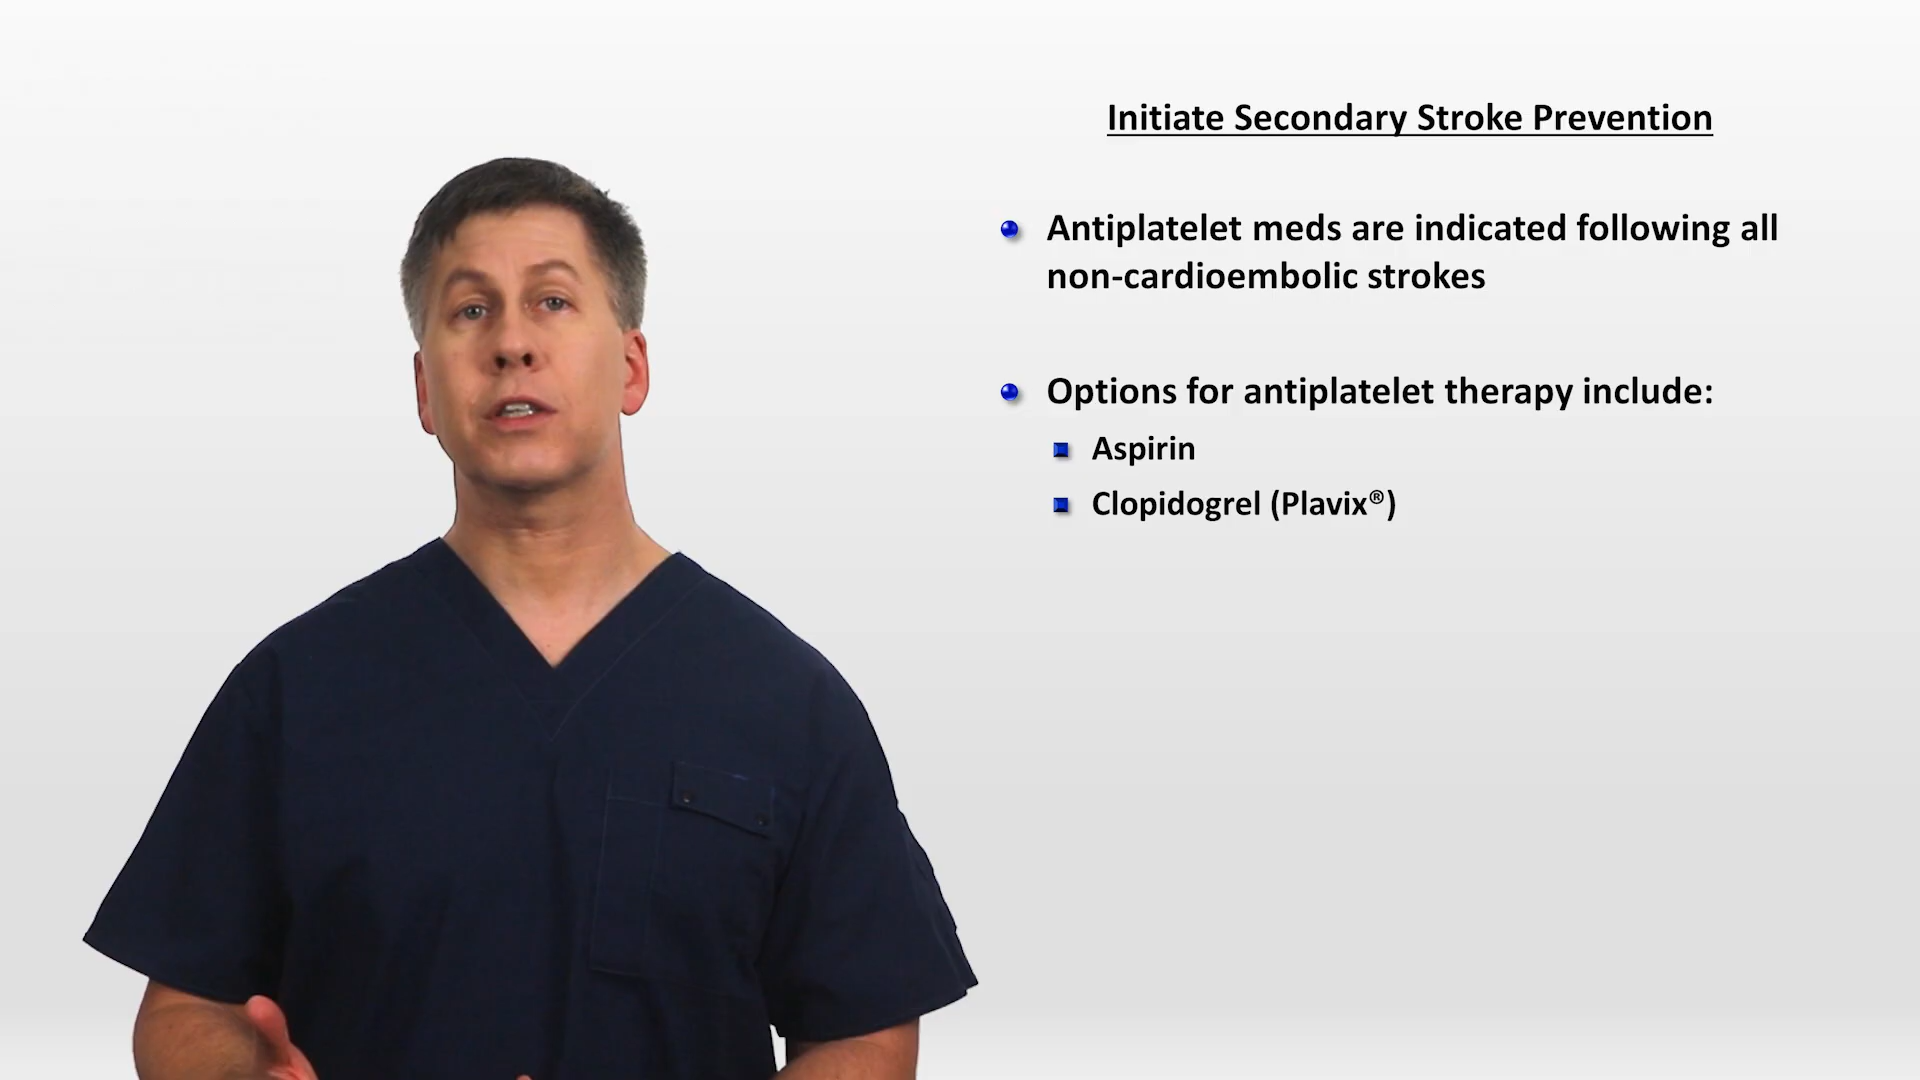 Initiate Secondary Stroke Prevention
Antiplatelet meds are indicated following all
non-cardioembolic strokes
Options for antiplatelet therapy include:
Aspirin
Clopidogrel (Plavix®)